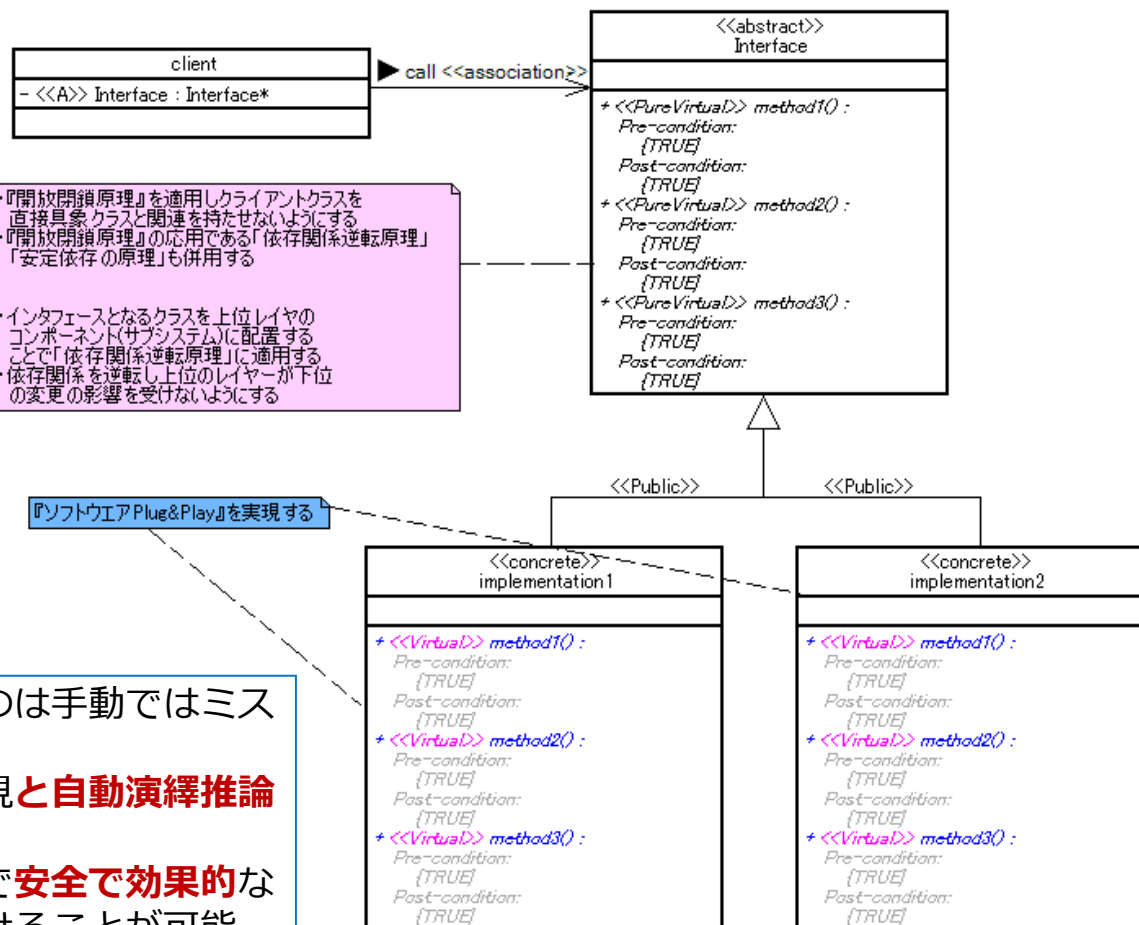 <<abstract>>
Interface
client
- <<A>> Interface : Interface*
▶ call <<association>>
+ <<PureVirtual>> method1() :
Pre-condition:
{TRUE}
Post-condition:
{TRUE}
+ <<PureVirtual>> method2() :
Pre-condition:
{TRUE}
Post-condition:
{TRUE}
+ <<PureVirtual>> method3() :
Pre-condition:
{TRUE}
Post-condition:
{TRUE}
・『開放閉鎖原理』を適用しクライアントクラスを
直接具象クラスと関連を持たせないようにする
・『開放閉鎖原理』の応用である「依存関係逆転原理」
「安定依存の原理」も併用する
・インタフェースとなるクラスを上位レイヤの
コンポーネント(サブシステム)に配置する
ことで「依存関係逆転原理」に適用する
・依存関係を逆転し上位のレイヤーが下位
の変更の影響を受けないようにする
<<Public>>
<<Public>>
『ソフトウエアPlug&Play』を実現する
<<concrete>>
implementation1
+ <<Virtual>> method1() :
Pre-condition:
{TRUE}
Post-condition:
{TRUE}
+ <<Virtual>> method2() :
Pre-condition:
{TRUE}
Post-condition:
{TRUE}
+ <<Virtual>> method3() :
Pre-condition:
{TRUE}
Post-condition:
{TRUE}
<<concrete>>
implementation2
+ <<Virtual>> method1() :
Pre-condition:
{TRUE}
Post-condition:
{TRUE}
+ <<Virtual>> method2() :
Pre-condition:
{TRUE}
Post-condition:
{TRUE}
+ <<Virtual>> method3() :
Pre-condition:
{TRUE}
Post-condition:
{TRUE}
のは手動ではミス
現と自動演繹推論
で安全で効果的な
けることが可能